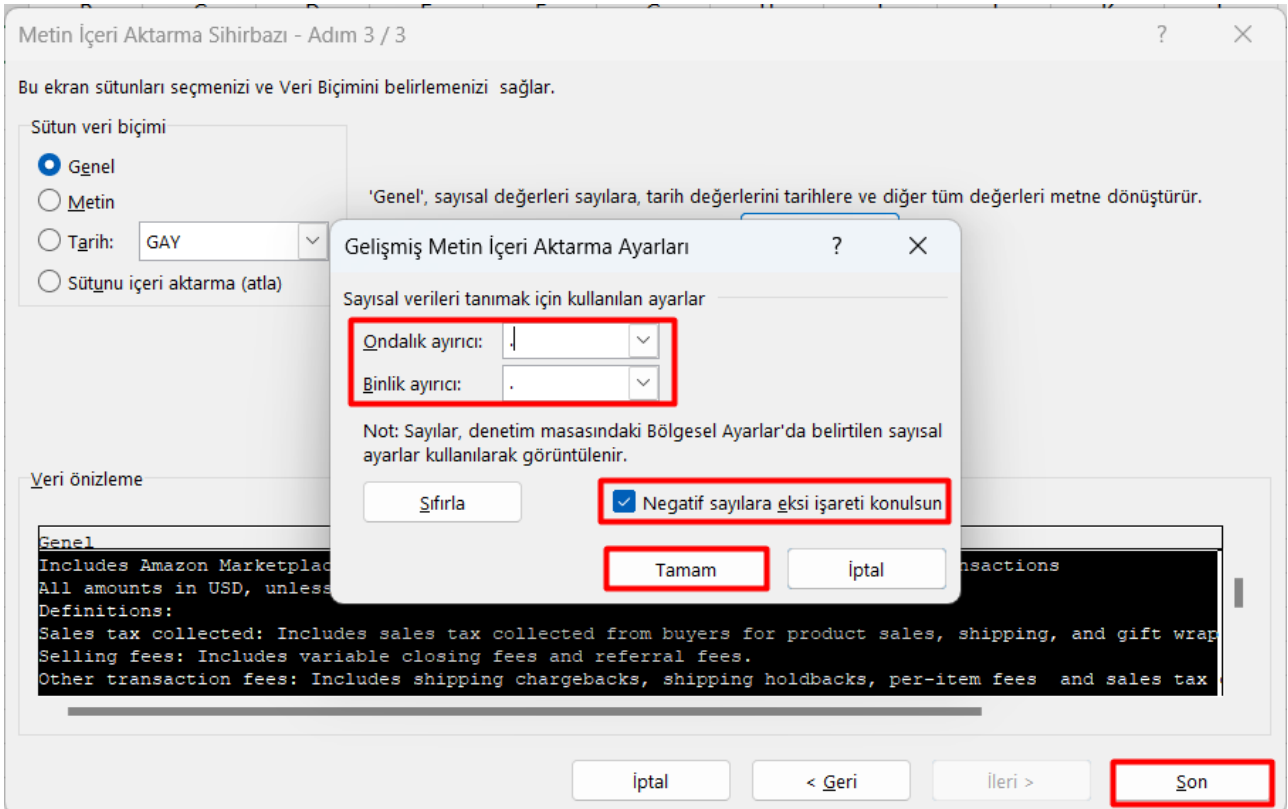 Metin İçeri Aktarma Sihirbazı - Adım 3 / 3
Bu ekran sütunları seçmenizi ve Veri Biçimini belirlemenizi sağlar.
Sütun veri biçimi
Genel
Metin
Tarih: GAY
Sütunu içeri aktarma (atla)
'Genel', sayısal değerleri sayılara, tarih değerlerini tarihlere ve diğer tüm değerleri metne dönüştürür.
Gelişmiş Metin İçeri Aktarma Ayarları
Sayısal verileri tanımak için kullanılan ayarlar
Ondalık ayırıcı: .
Binlik ayırıcı: .
Not: Sayılar, denetim masasındaki Bölgesel Ayarlar'da belirtilen sayısal
ayarlar kullanılarak görüntülenir.
Sıfırla
Negatif sayılara eksi işareti konulsun
Tamam
İptal
Veri önizleme
Genel
Includes Amazon Marketplac nsactions
All amounts in USD, unless
Definitions:
Sales tax collected: Includes sales tax collected from buyers for product sales, shipping, and gift wrap
Selling fees: Includes variable closing fees and referral fees.
Other transaction fees: Includes shipping chargebacks, shipping holdbacks, per-item fees  and sales tax
İptal
< Geri
İleri >
Son